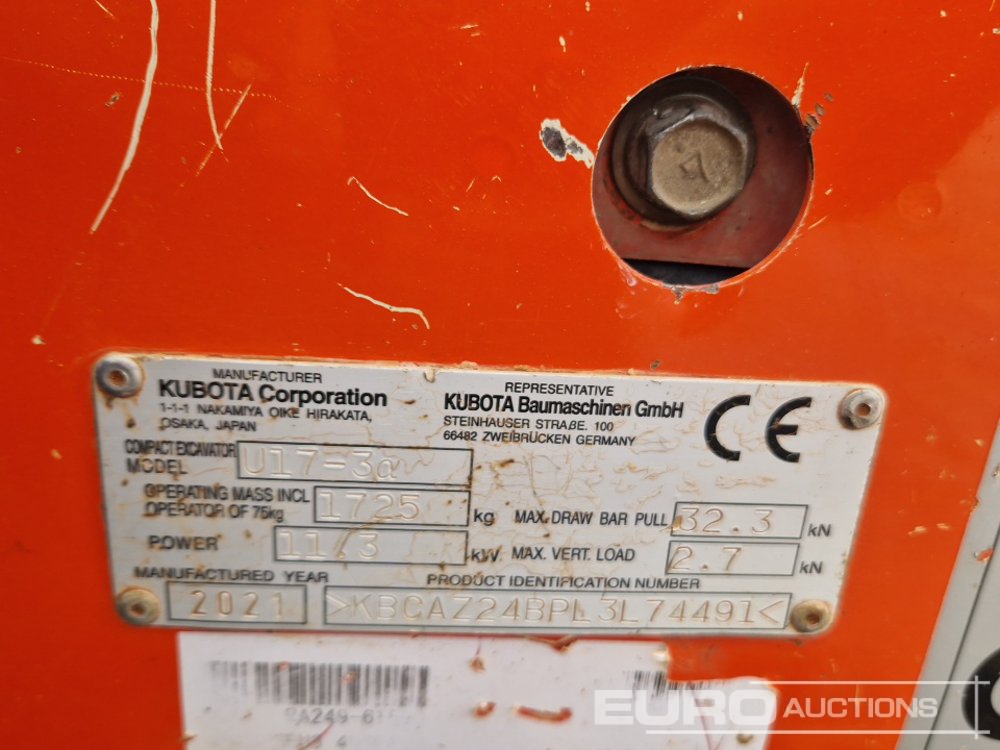 MANUFACTURER
KUBOTA Corporation
1-1-1 NAKAMIYA OIKE HIRAKATA,
OSAKA, JAPAN
REPRESENTATIVE
KUBOTA Baumaschinen GmbH
STEINHAUSER STRAßE. 100
66482 ZWEIBRÜCKEN GERMANY
CE
COMPACT EXCAVATOR
MODEL U17-3α
OPERATING MASS INCL
OPERATOR OF 75kg 1725 kg
MAX. DRAW BAR PULL 32.3 kN
POWER 11.3 kW
MAX. VERT. LOAD 2.7 kN
MANUFACTURED YEAR
2021
PRODUCT IDENTIFICATION NUMBER
>KBCAZ24BPL3L74491<
EURO AUCTIONS